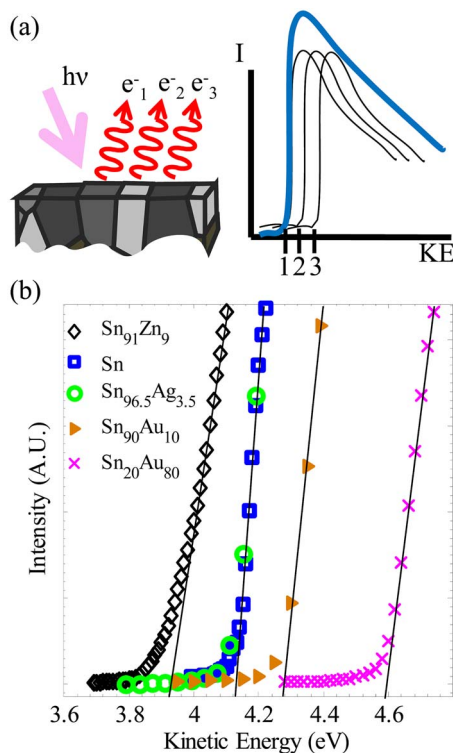 (a)
hν
e⁻₁ e⁻₂ e⁻₃
I
1 2 3 KE
(b)
Sn₉₁Zn₉
Sn
Sn₉₆.₅Ag₃.₅
Sn₉₀Au₁₀
Sn₂₀Au₈₀
Intensity (A.U.)
3.6 3.8 4 4.2 4.4 4.6
Kinetic Energy (eV)